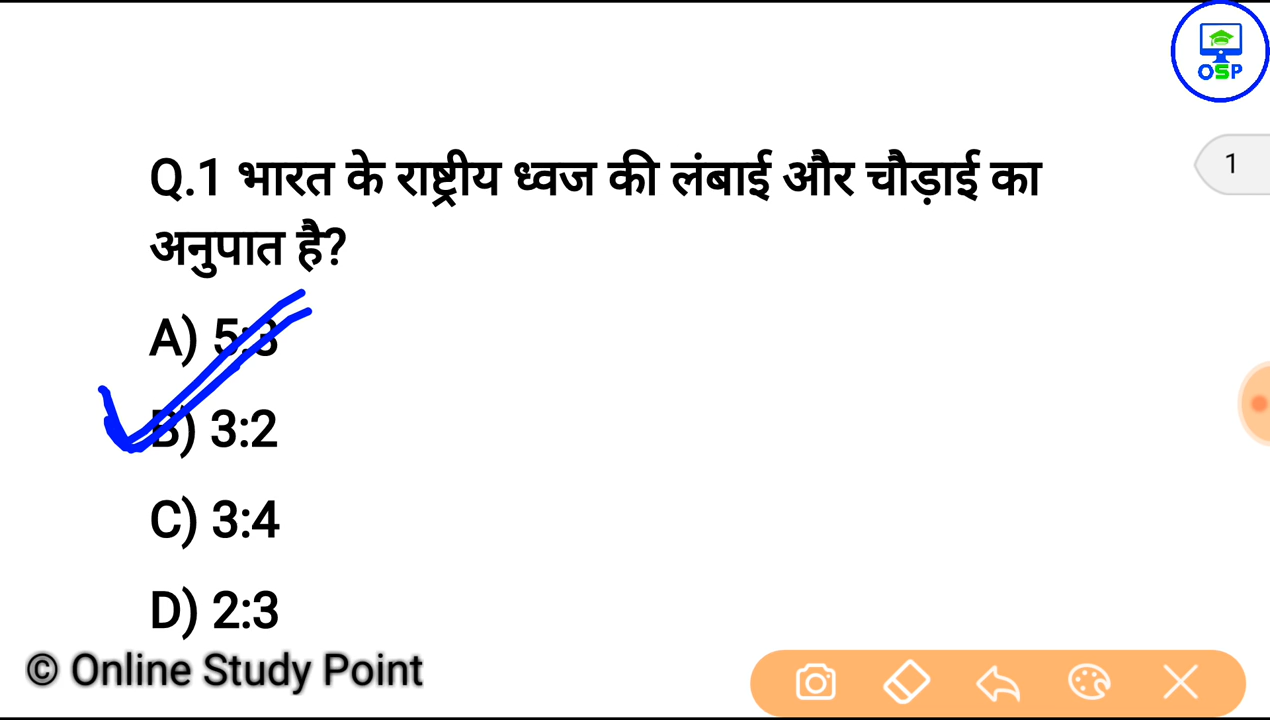 OSP
1
Q.1 भारत के राष्ट्रीय ध्वज की लंबाई और चौड़ाई का
अनुपात है?
A) 5:3
B) 3:2
C) 3:4
D) 2:3
© Online Study Point